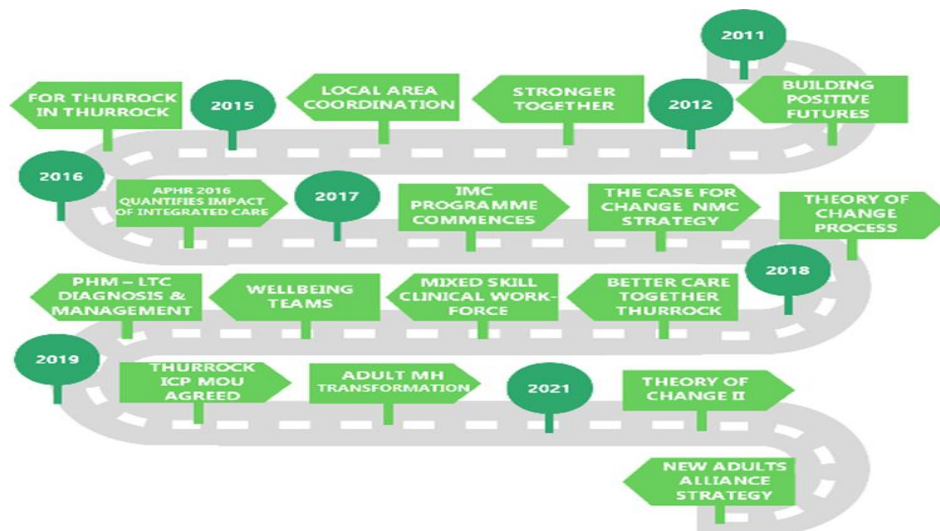 2011
BUILDING
POSITIVE
FUTURES
2012
STRONGER
TOGETHER
LOCAL AREA
COORDINATION
2015
FOR THURROCK
IN THURROCK
2016
APHR 2016
QUANTIFIES IMPACT
OF INTEGRATED CARE
2017
IMC
PROGRAMME
COMMENCES
THE CASE FOR
CHANGE NMC
STRATEGY
THEORY OF
CHANGE
PROCESS
2018
BETTER CARE
TOGETHER
THURROCK
MIXED SKILL
CLINICAL WORK-
FORCE
WELLBEING
TEAMS
PHM – LTC
DIAGNOSIS &
MANAGEMENT
2019
THURROCK
ICP MOU
AGREED
ADULT MH
TRANSFORMATION
2021
THEORY OF
CHANGE II
NEW ADULTS
ALLIANCE
STRATEGY